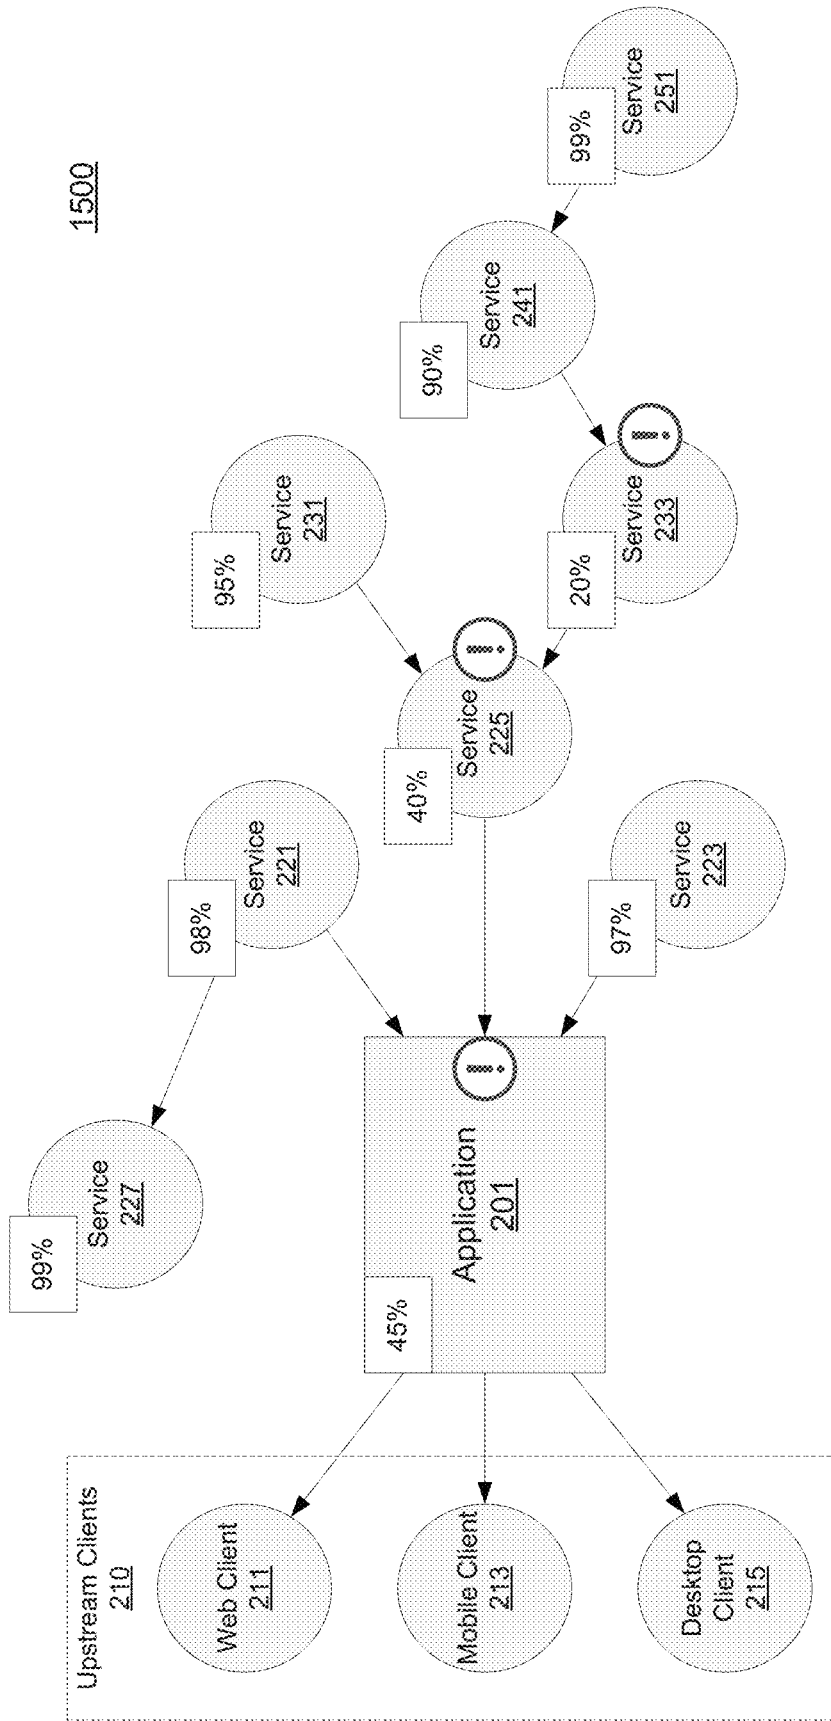 1500
Upstream Clients
210
Web Client
211
Mobile Client
213
Desktop
Client
215
99%
Service
227
45%
Application
201
i
98%
Service
221
97%
Service
223
40%
Service
225
i
95%
Service
231
20%
Service
233
i
90%
Service
241
99%
Service
251